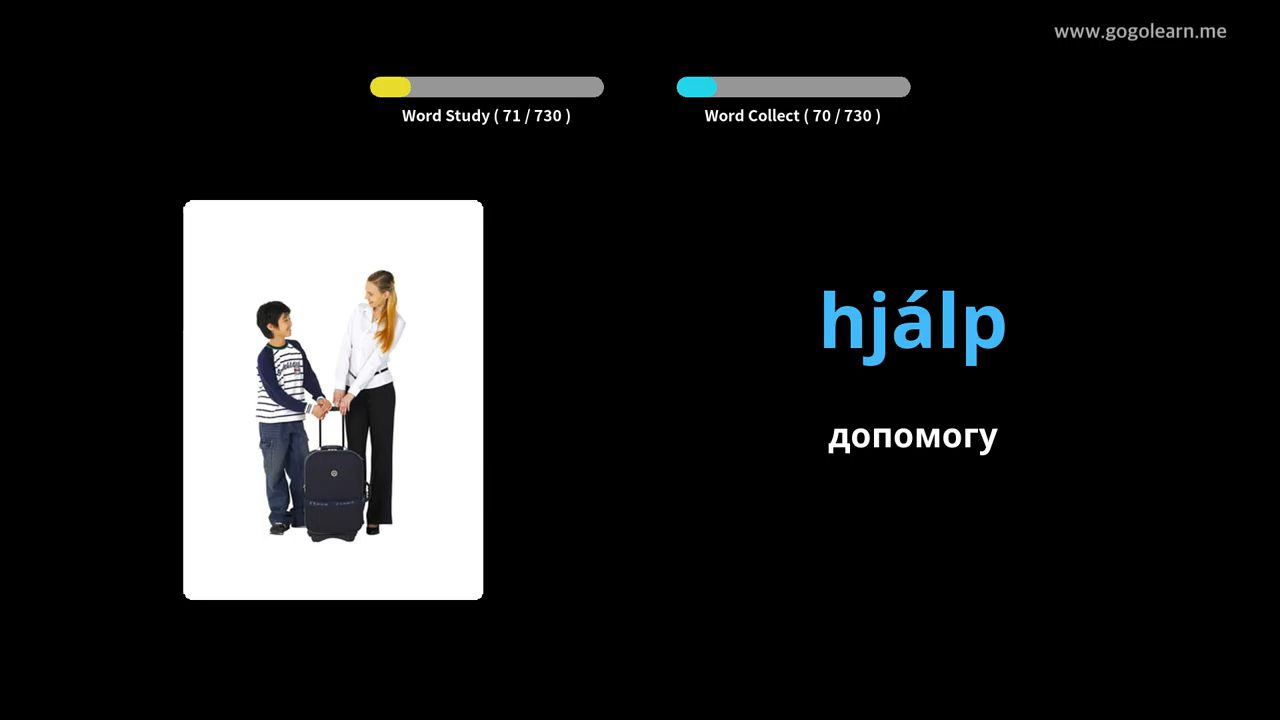 www.gogolearn.me
Word Study ( 71 / 730 )
Word Collect ( 70 / 730 )
hjálp
допомогу